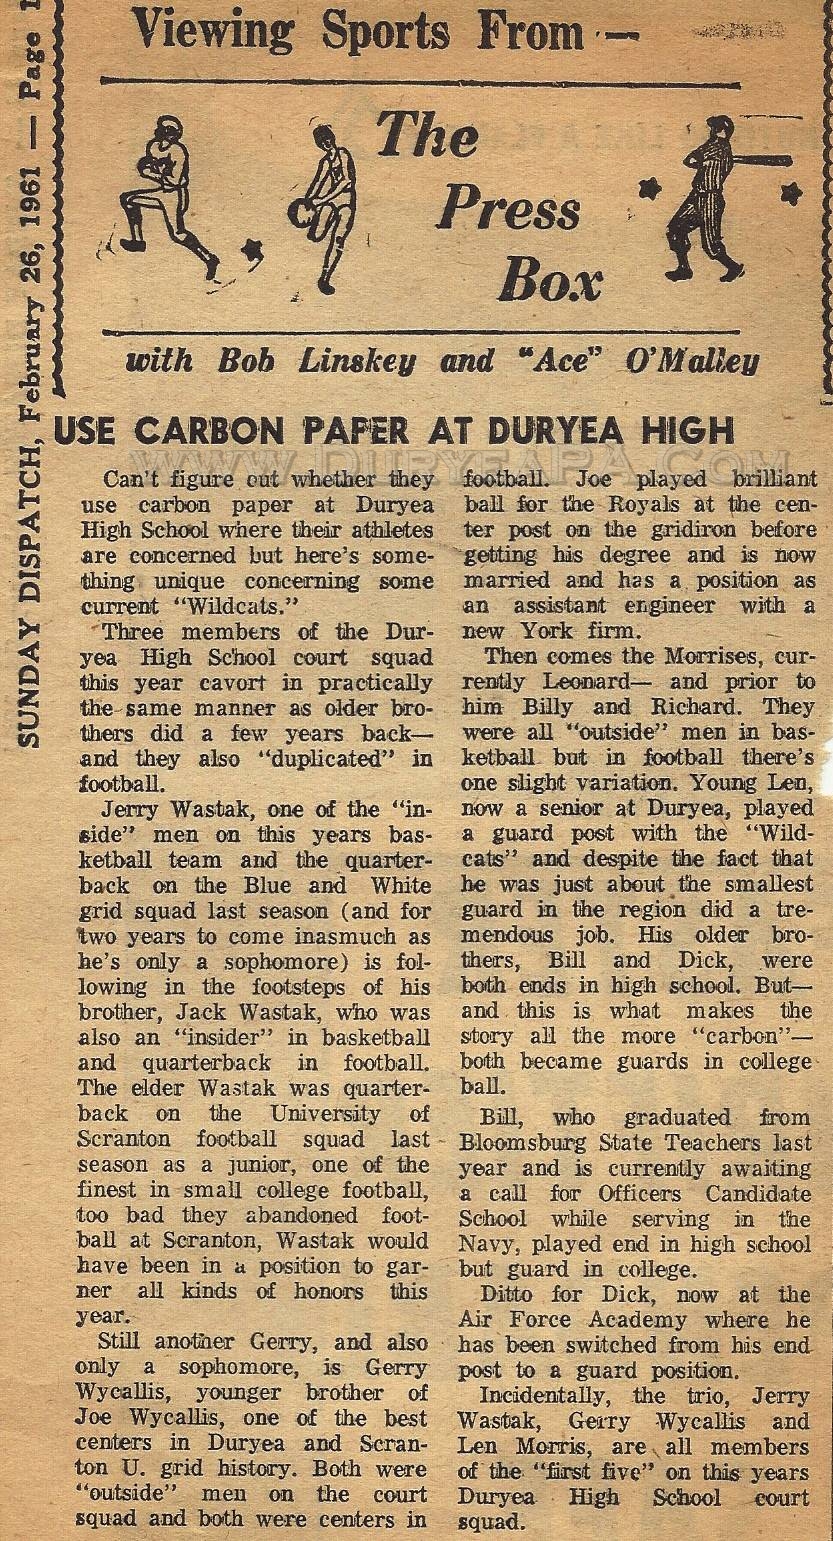 SUNDAY DISPATCH, February 26, 1961 — Page 1
Viewing Sports From —
The
Press
Box
with Bob Linskey and "Ace" O'Malley
USE CARBON PAPER AT DURYEA HIGH
WWW.DURYEAPA.COM
Can't figure out whether they
use carbon paper at Duryea
High School where their athletes
are concerned but here's some-
thing unique concerning some
current "Wildcats."
Three members of the Dur-
yea High School court squad
this year cavort in practically
the same manner as older bro-
thers did a few years back—
and they also "duplicated" in
football.
Jerry Wastak, one of the "in-
side" men on this years bas-
ketball team and the quarter-
back on the Blue and White
grid squad last season (and for
two years to come inasmuch as
he's only a sophomore) is fol-
lowing in the footsteps of his
brother, Jack Wastak, who was
also an "insider" in basketball
and quarterback in football.
The elder Wastak was quarter-
back on the University of
Scranton football squad last
season as a junior, one of the
finest in small college football,
too bad they abandoned foot-
ball at Scranton, Wastak would
have been in a position to gar-
ner all kinds of honors this
year.
Still another Gerry, and also
only a sophomore, is Gerry
Wycallis, younger brother of
Joe Wycallis, one of the best
centers in Duryea and Scran-
ton U. grid history. Both were
"outside" men on the court
squad and both were centers in
football. Joe played brilliant
ball for the Royals at the cen-
ter post on the gridiron before
getting his degree and is now
married and has a position as
an assistant engineer with a
new York firm.
Then comes the Morrises, cur-
rently Leonard— and prior to
him Billy and Richard. They
were all "outside" men in bas-
ketball but in football there's
one slight variation. Young Len,
now a senior at Duryea, played
a guard post with the "Wild-
cats" and despite the fact that
he was just about the smallest
guard in the region did a tre-
mendous job. His older bro-
thers, Bill and Dick, were
both ends in high school. But—
and this is what makes the
story all the more "carbon"—
both became guards in college
ball.
Bill, who graduated from
Bloomsburg State Teachers last
year and is currently awaiting
a call for Officers Candidate
School while serving in the
Navy, played end in high school
but guard in college.
Ditto for Dick, now at the
Air Force Academy where he
has been switched from his end
post to a guard position.
Incidentally, the trio, Jerry
Wastak, Gerry Wycallis and
Len Morris, are all members
of the "first five" on this years
Duryea High School court
squad.